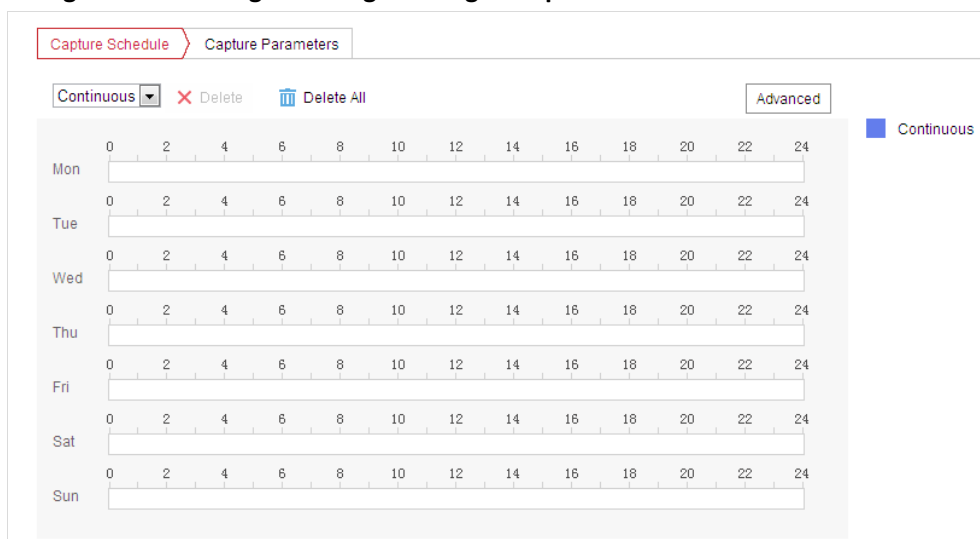 Capture Schedule Capture Parameters
Continuous Delete Delete All Advanced
Continuous
0 2 4 6 8 10 12 14 16 18 20 22 24
Mon
0 2 4 6 8 10 12 14 16 18 20 22 24
Tue
0 2 4 6 8 10 12 14 16 18 20 22 24
Wed
0 2 4 6 8 10 12 14 16 18 20 22 24
Thu
0 2 4 6 8 10 12 14 16 18 20 22 24
Fri
0 2 4 6 8 10 12 14 16 18 20 22 24
Sat
0 2 4 6 8 10 12 14 16 18 20 22 24
Sun